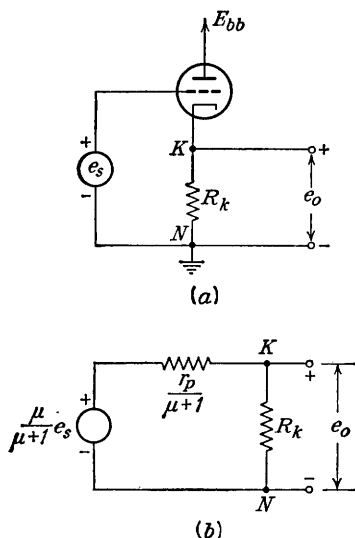 E_bb
+
e_s
-
K
R_k
N
+
e_o
-
(a)
r_p/(μ+1)
K
+
μ/(μ+1) e_s
-
+
R_k
e_o
-
N
(b)